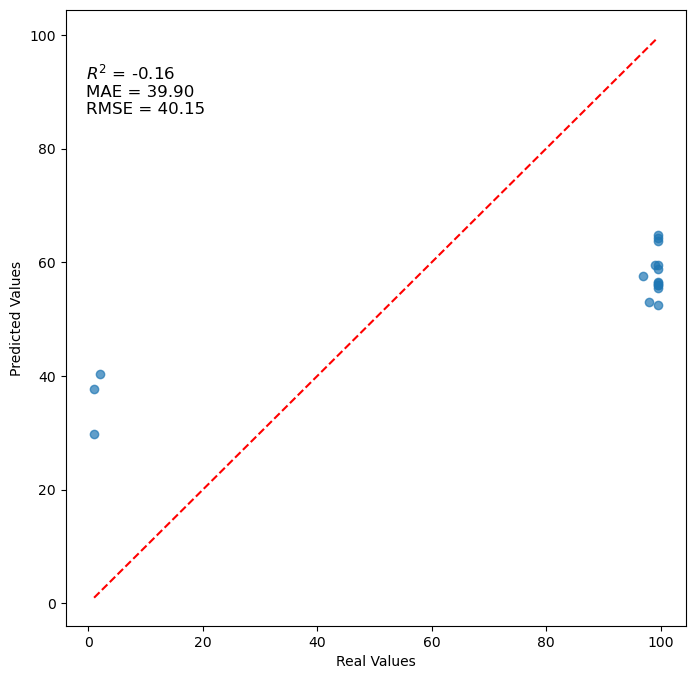 100
80
60
40
20
0
R² = -0.16
MAE = 39.90
RMSE = 40.15
Predicted Values
0 20 40 60 80 100
Real Values